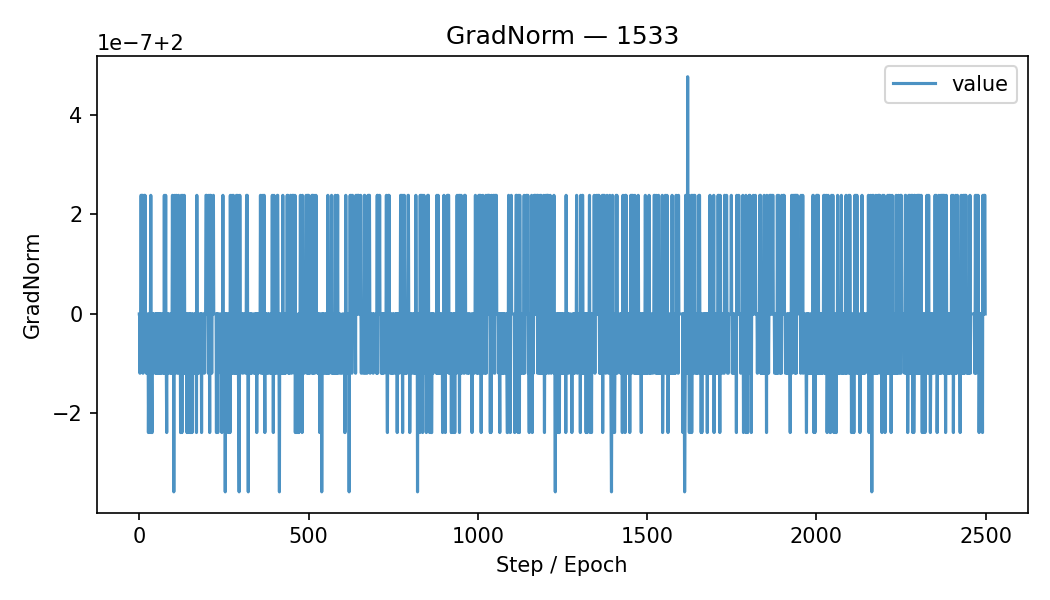 GradNorm — 1533
1e−7+2
value
GradNorm
4
2
0
−2
0 500 1000 1500 2000 2500
Step / Epoch